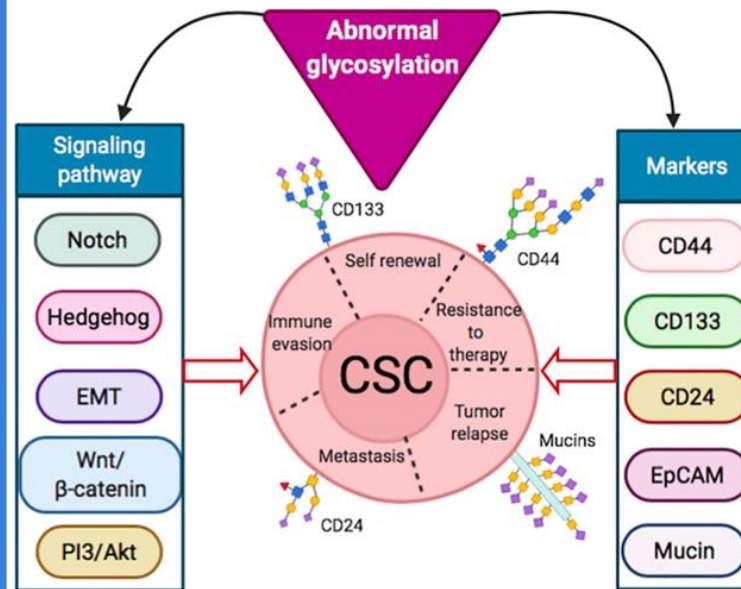 Abnormal
glycosylation
Signaling
pathway
Notch
Hedgehog
EMT
Wnt/
β-catenin
PI3/Akt
CD133
CD44
Self renewal
Immune
evasion
Resistance
to
therapy
CSC
Tumor
relapse
Metastasis
Mucins
CD24
Markers
CD44
CD133
CD24
EpCAM
Mucin